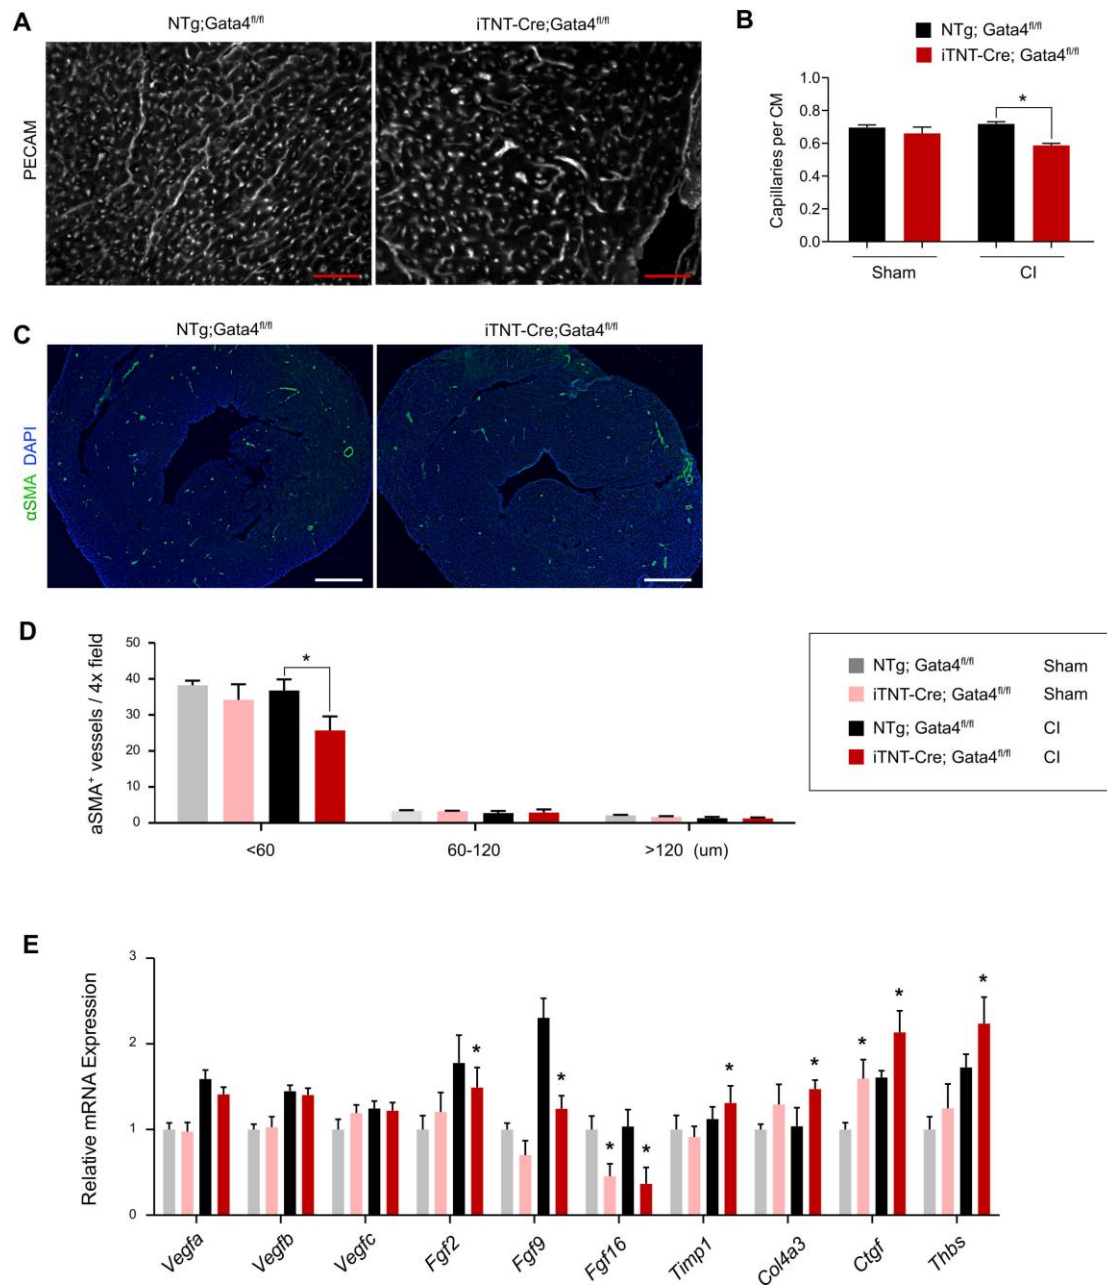 A
NTg;Gata4fl/fl
iTNT-Cre;Gata4fl/fl
PECAM
B
NTg; Gata4fl/fl
iTNT-Cre; Gata4fl/fl
Capillaries per CM
1.0
0.8
0.6
0.4
0.2
0.0
*
Sham
CI
C
NTg;Gata4fl/fl
iTNT-Cre;Gata4fl/fl
αSMA DAPI
D
aSMA+ vessels / 4x field
50
40
30
20
10
0
*
<60
60-120
>120 (um)
NTg; Gata4fl/fl Sham
iTNT-Cre; Gata4fl/fl Sham
NTg; Gata4fl/fl CI
iTNT-Cre; Gata4fl/fl CI
E
Relative mRNA Expression
3
2
1
0
* * * * * * * * *
Vegfa
Vegfb
Vegfc
Fgf2
Fgf9
Fgf16
Timp1
Col4a3
Ctgf
Thbs